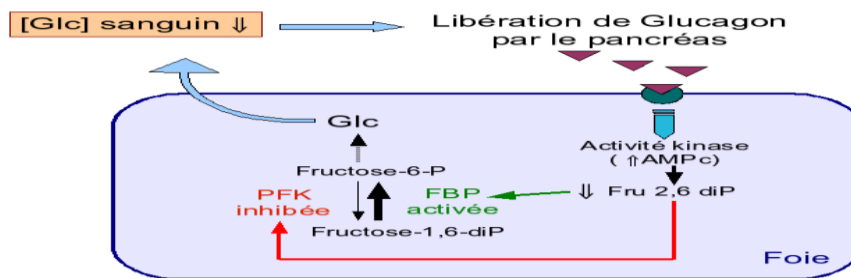 [Glc] sanguin ⇓
Libération de Glucagon
par le pancréas
Glc
Activité kinase
(⇑AMPc)
Fructose-6-P
PFK
inhibée
FBP
activée
⇓ Fru 2,6 diP
Fructose-1,6-diP
Foie